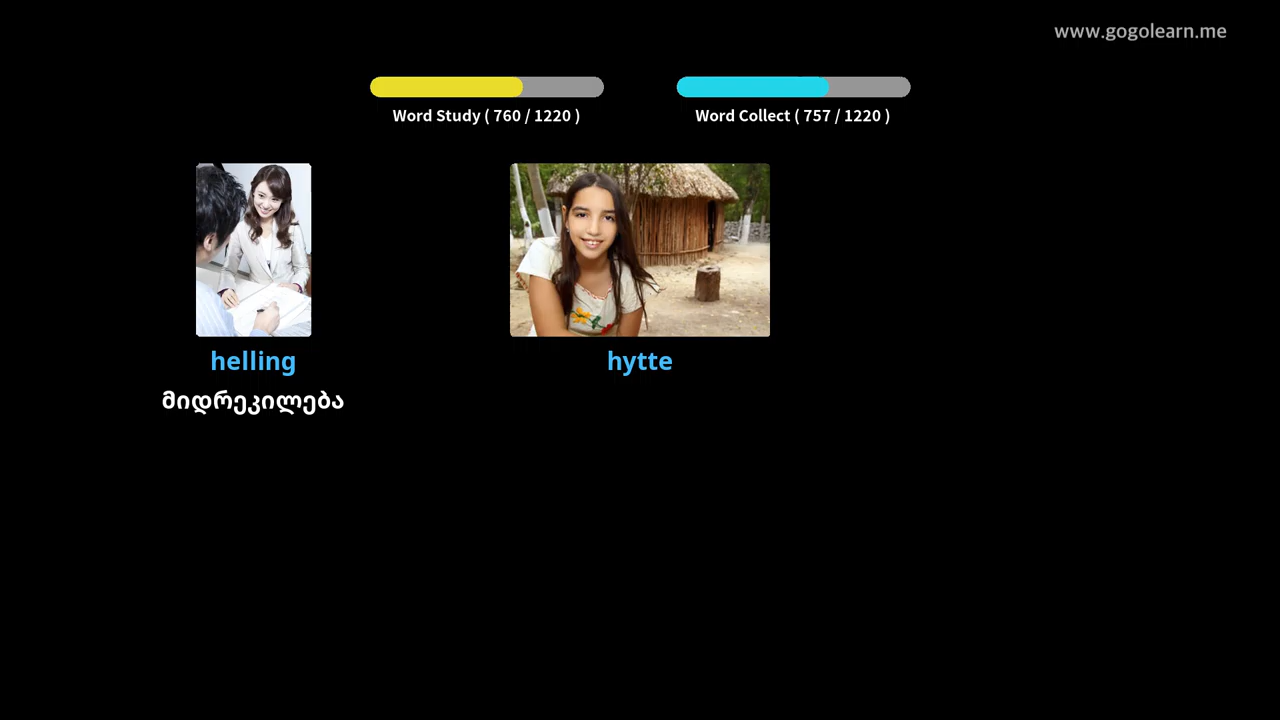 www.gogolearn.me
Word Study ( 760 / 1220 )
Word Collect ( 757 / 1220 )
helling
hytte
მიდრეკილება